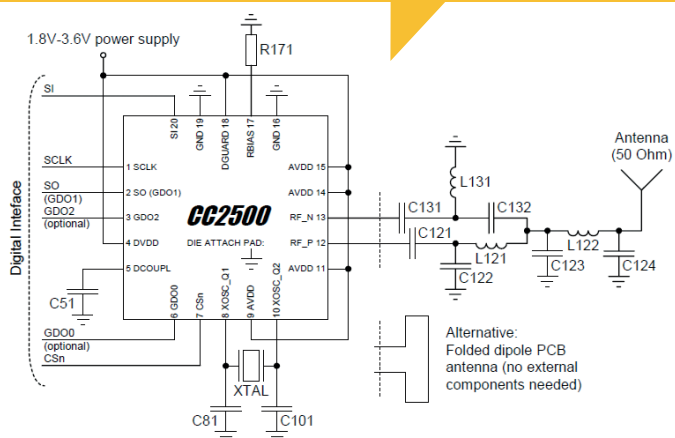 1.8V-3.6V power supply
R171
SI
SI 20
GND 19
DGUARD 18
RBIAS 17
GND 16
Antenna
(50 Ohm)
Digital Inteface
SCLK
1 SCLK
AVDD 15
L131
SO
(GDO1)
2 SO (GDO1)
AVDD 14
GDO2
(optional)
3 GDO2
CC2500
RF_N 13
C131
C132
4 DVDD
DIE ATTACH PAD:
RF_P 12
C121
L121
L122
5 DCOUPL
AVDD 11
C122
C123
C124
C51
6 GDO0
7 CSn
8 XOSC_Q1
9 AVDD
10 XOSC_Q2
GDO0
(optional)
CSn
XTAL
C81
C101
Alternative:
Folded dipole PCB
antenna (no external
components needed)